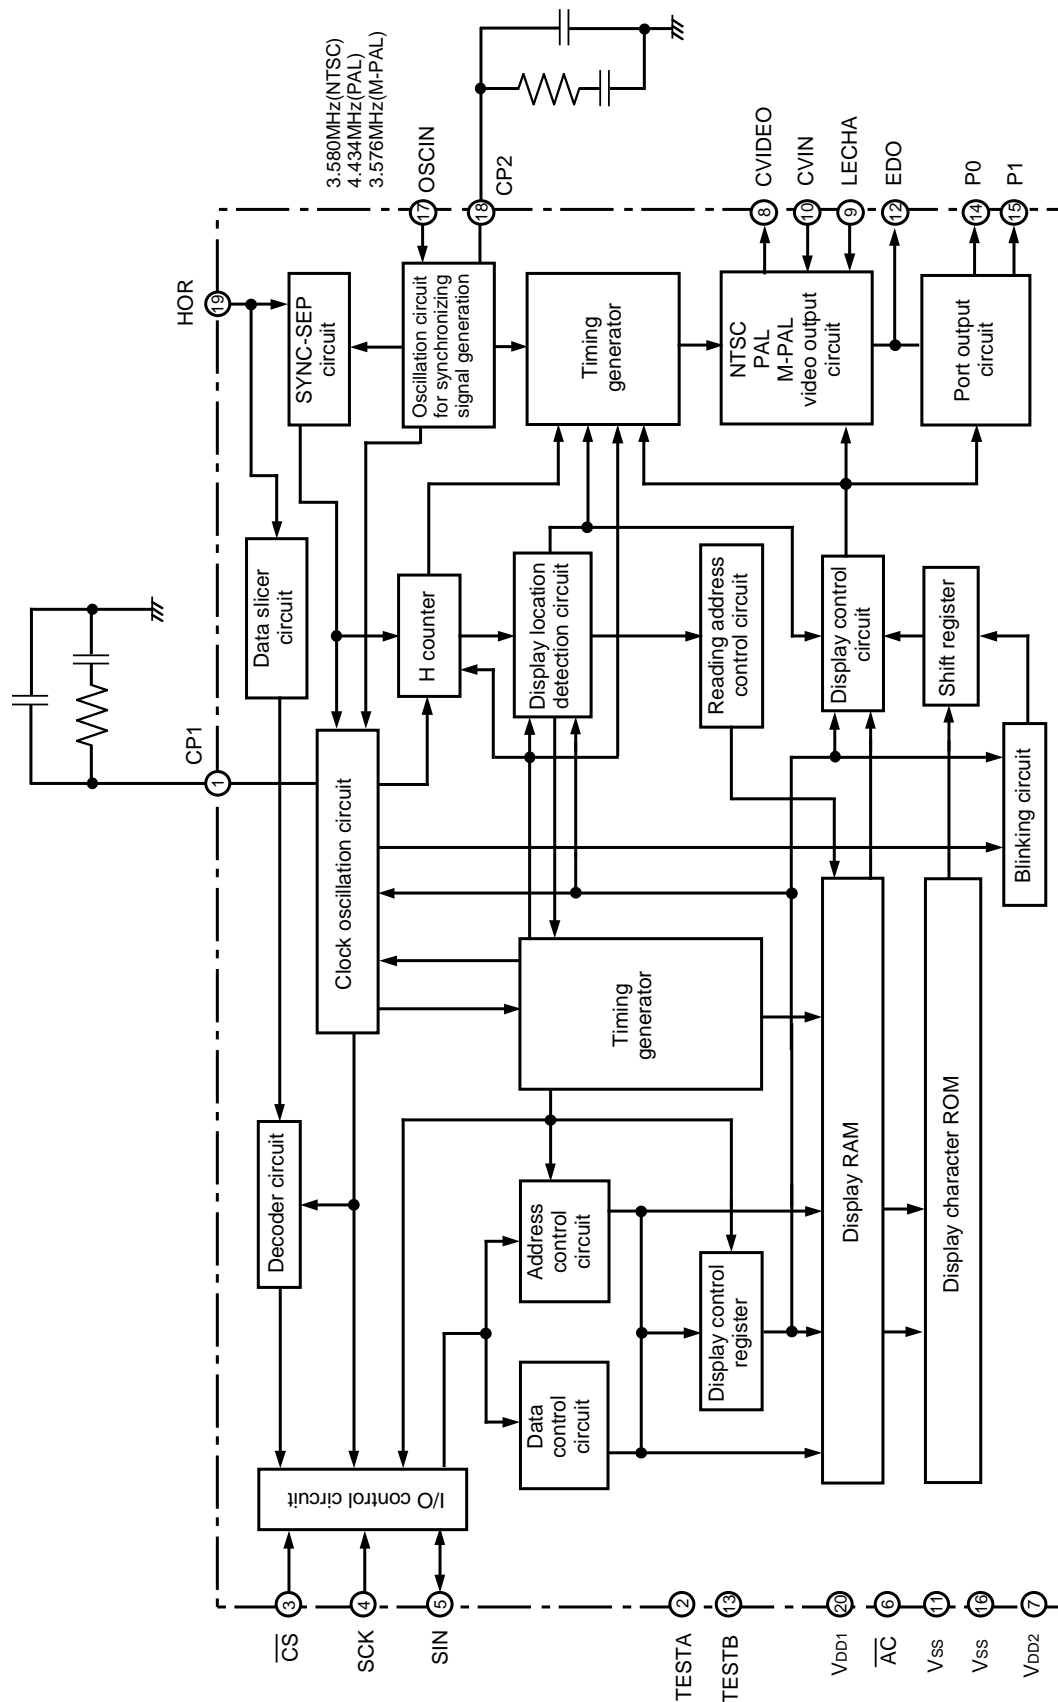 HOR
19
3.580MHz(NTSC)
4.434MHz(PAL)
3.576MHz(M-PAL)
17
OSCIN
18
CP2
8
CVIDEO
10
CVIN
9
LECHA
12
EDO
14
P0
15
P1
SYNC-SEP
circuit
Oscillation circuit
for synchronizing
signal generation
Timing
generator
NTSC
PAL
M-PAL
video output
circuit
Port output
circuit
CP1
1
Data slicer
circuit
H counter
Display location
detection circuit
Reading address
control circuit
Display control
circuit
Shift register
Clock oscillation circuit
Timing
generator
Blinking circuit
Decoder circuit
Address
control
circuit
Display RAM
Display character ROM
I/O control circuit
Data
control
circuit
Display control
register
3
CS
4
SCK
5
SIN
2
TESTA
13
TESTB
20
VDD1
6
AC
11
VSS
16
VSS
7
VDD2